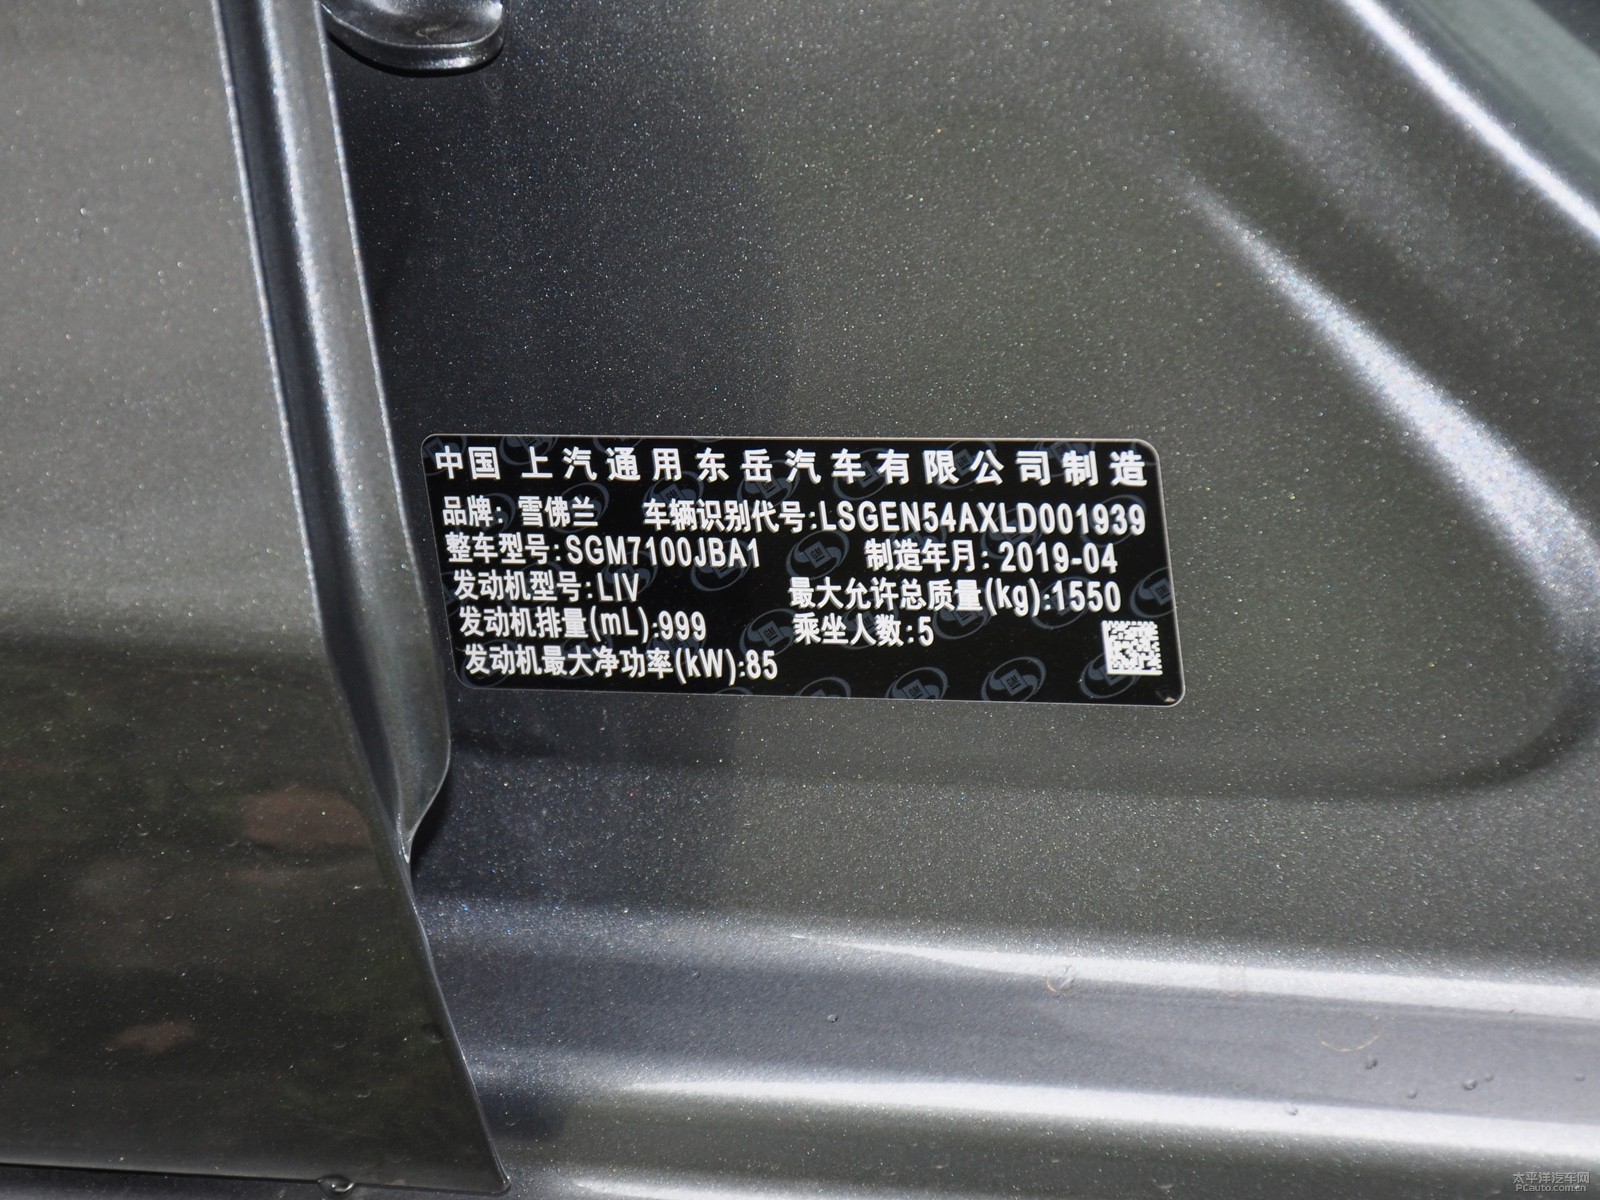 中国 上汽通用东岳汽车有限公司制造
品牌: 雪佛兰 车辆识别代号:LSGEN54AXLD001939
整车型号:SGM7100JBA1 制造年月: 2019-04
发动机型号:LIV 最大允许总质量(kg):1550
发动机排量(mL):999 乘坐人数:5
发动机最大净功率(kW):85
太平洋汽车网
PCauto.com.cn